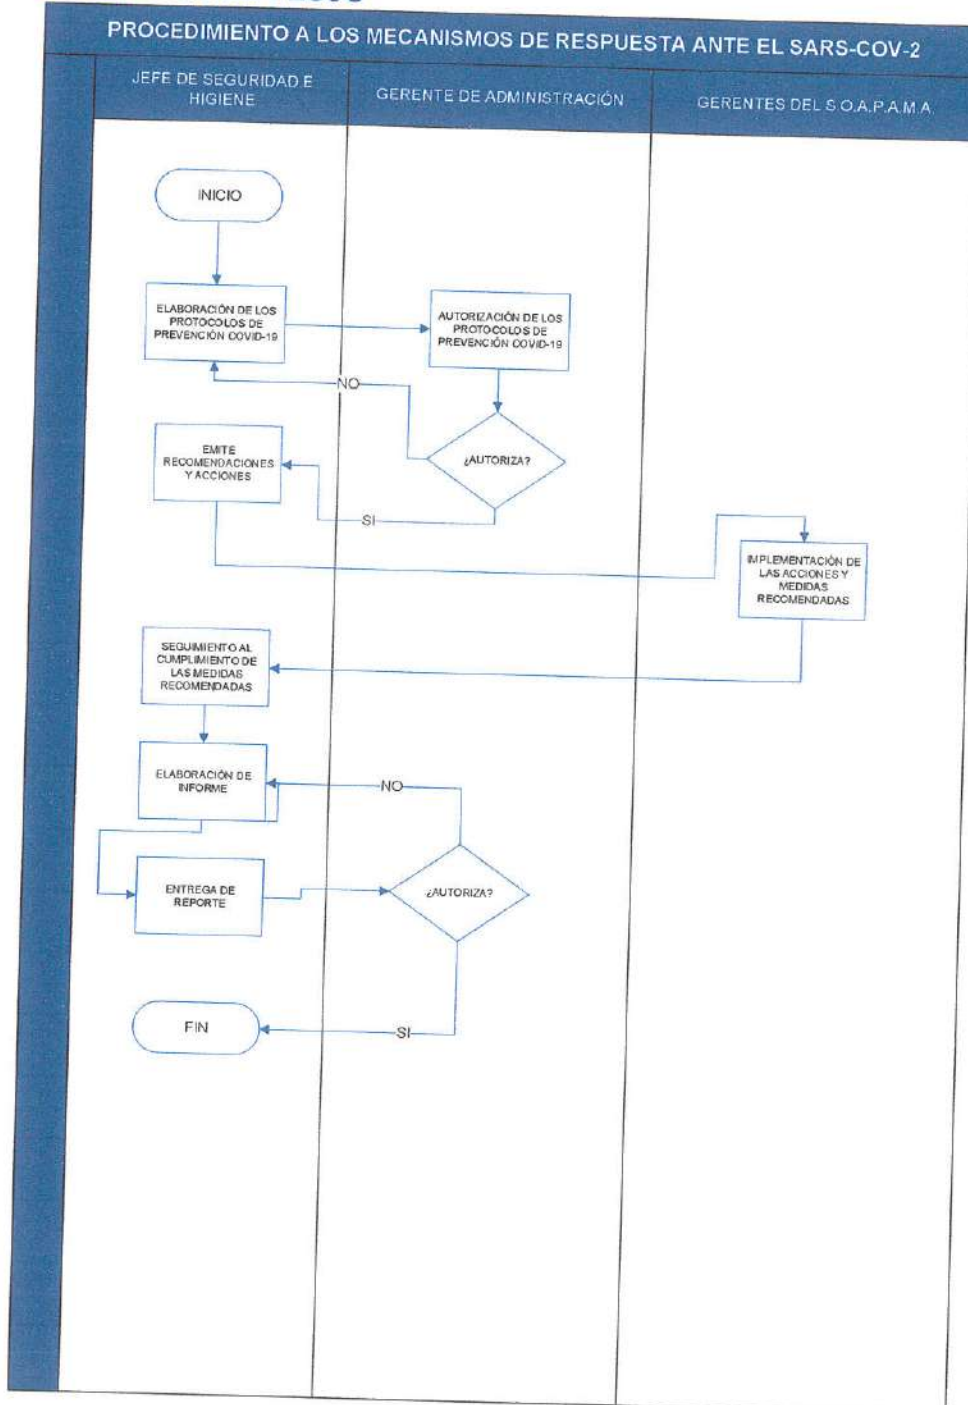 PROCEDIMIENTO A LOS MECANISMOS DE RESPUESTA ANTE EL SARS-COV-2
JEFE DE SEGURIDAD E
HIGIENE
GERENTE DE ADMINISTRACIÓN
GERENTES DEL S.O.A.P.A.M.A.
INICIO
ELABORACIÓN DE LOS
PROTOCOLOS DE
PREVENCIÓN COVID-19
AUTORIZACIÓN DE LOS
PROTOCOLOS DE
PREVENCIÓN COVID-19
NO
¿AUTORIZA?
EMITE
RECOMENDACIONES
Y ACCIONES
SI
IMPLEMENTACIÓN DE
LAS ACCIONES Y
MEDIDAS
RECOMENDADAS
SEGUIMIENTO AL
CUMPLIMIENTO DE
LAS MEDIDAS
RECOMENDADAS
ELABORACIÓN DE
INFORME
NO
ENTREGA DE
REPORTE
¿AUTORIZA?
FIN
SI